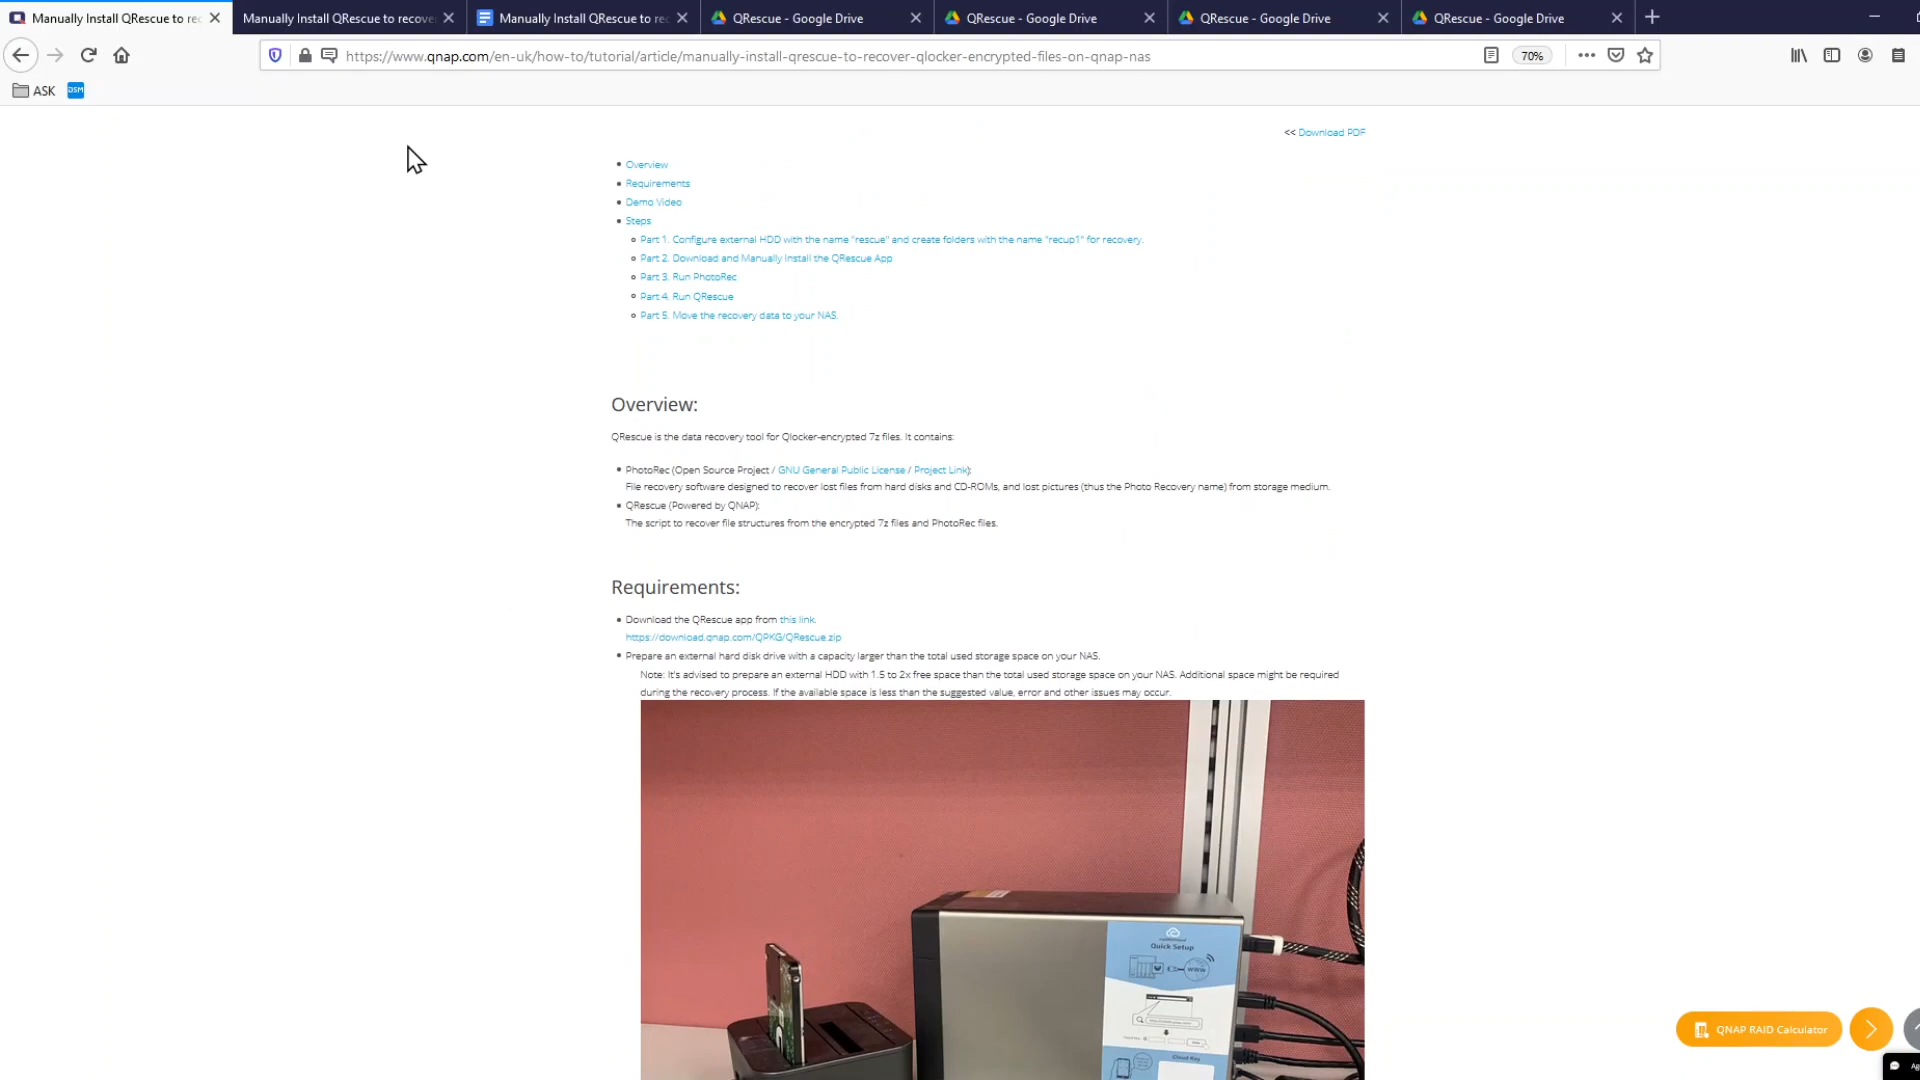 Manually Install QRescue to rec
Manually Install QRescue to recove
Manually Install QRescue to rec
QRescue - Google Drive
QRescue - Google Drive
QRescue - Google Drive
QRescue - Google Drive
https://www.qnap.com/en-uk/how-to/tutorial/article/manually-install-qrescue-to-recover-qlocker-encrypted-files-on-qnap-nas
70%
ASK
DSM
<< Download PDF
Overview
Requirements
Demo Video
Steps
Part 1. Configure external HDD with the name "rescue" and create folders with the name "recup1" for recovery.
Part 2. Download and Manually Install the QRescue App
Part 3. Run PhotoRec
Part 4. Run QRescue
Part 5. Move the recovery data to your NAS.
Overview:
QRescue is the data recovery tool for Qlocker-encrypted 7z files. It contains:
PhotoRec (Open Source Project / GNU General Public License / Project Link):
File recovery software designed to recover lost files from hard disks and CD-ROMs, and lost pictures (thus the Photo Recovery name) from storage medium.
QRescue (Powered by QNAP):
The script to recover file structures from the encrypted 7z files and PhotoRec files.
Requirements:
Download the QRescue app from this link.
https://download.qnap.com/QPKG/QRescue.zip
Prepare an external hard disk drive with a capacity larger than the total used storage space on your NAS.
Note: It's advised to prepare an external HDD with 1.5 to 2x free space than the total used storage space on your NAS. Additional space might be required
during the recovery process. If the available space is less than the suggested value, error and other issues may occur.
Quick Setup
WWW
Cloud Key
QNAP RAID Calculator